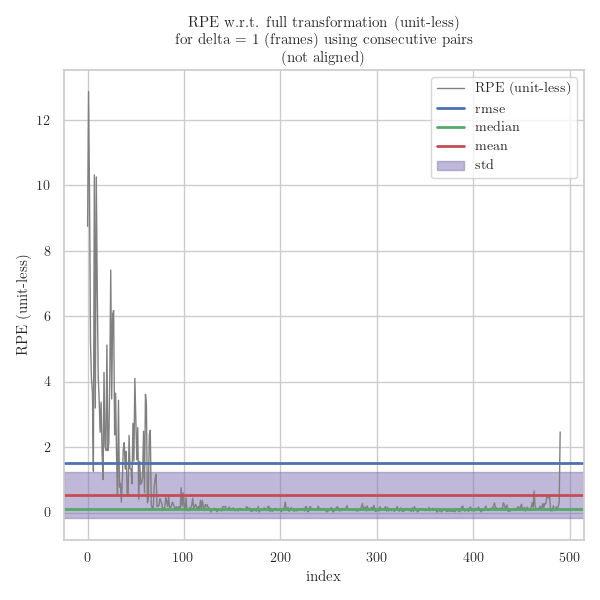 RPE w.r.t. full transformation (unit-less)
for delta = 1 (frames) using consecutive pairs
(not aligned)
RPE (unit-less)
rmse
median
mean
std
RPE (unit-less)
12
10
8
6
4
2
0
0 100 200 300 400 500
index